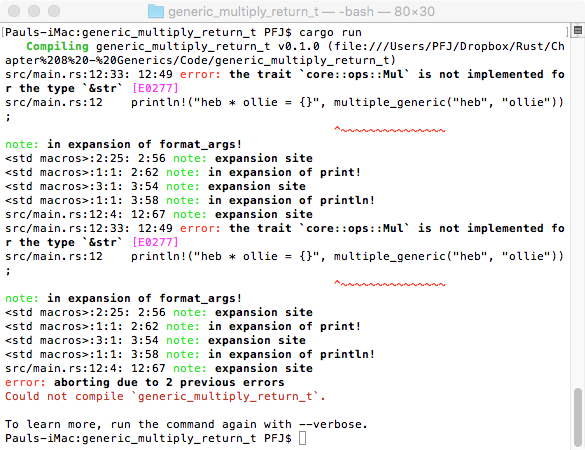 generic_multiply_return_t — -bash — 80×30
[Pauls-iMac:generic_multiply_return_t PFJ$ cargo run ]
   Compiling generic_multiply_return_t v0.1.0 (file:///Users/PFJ/Dropbox/Rust/Ch
apter%208%20-%20Generics/Code/generic_multiply_return_t)
src/main.rs:12:33: 12:49 error: the trait `core::ops::Mul` is not implemented fo
r the type `&str` [E0277]
src/main.rs:12    println!("heb * ollie = {}", multiple_generic("heb", "ollie"))
;
                                               ^~~~~~~~~~~~~~~~
note: in expansion of format_args!
<std macros>:2:25: 2:56 note: expansion site
<std macros>:1:1: 2:62 note: in expansion of print!
<std macros>:3:1: 3:54 note: expansion site
<std macros>:1:1: 3:58 note: in expansion of println!
src/main.rs:12:4: 12:67 note: expansion site
src/main.rs:12:33: 12:49 error: the trait `core::ops::Mul` is not implemented fo
r the type `&str` [E0277]
src/main.rs:12    println!("heb * ollie = {}", multiple_generic("heb", "ollie"))
;
                                               ^~~~~~~~~~~~~~~~
note: in expansion of format_args!
<std macros>:2:25: 2:56 note: expansion site
<std macros>:1:1: 2:62 note: in expansion of print!
<std macros>:3:1: 3:54 note: expansion site
<std macros>:1:1: 3:58 note: in expansion of println!
src/main.rs:12:4: 12:67 note: expansion site
error: aborting due to 2 previous errors
Could not compile `generic_multiply_return_t`.

To learn more, run the command again with --verbose.
Pauls-iMac:generic_multiply_return_t PFJ$